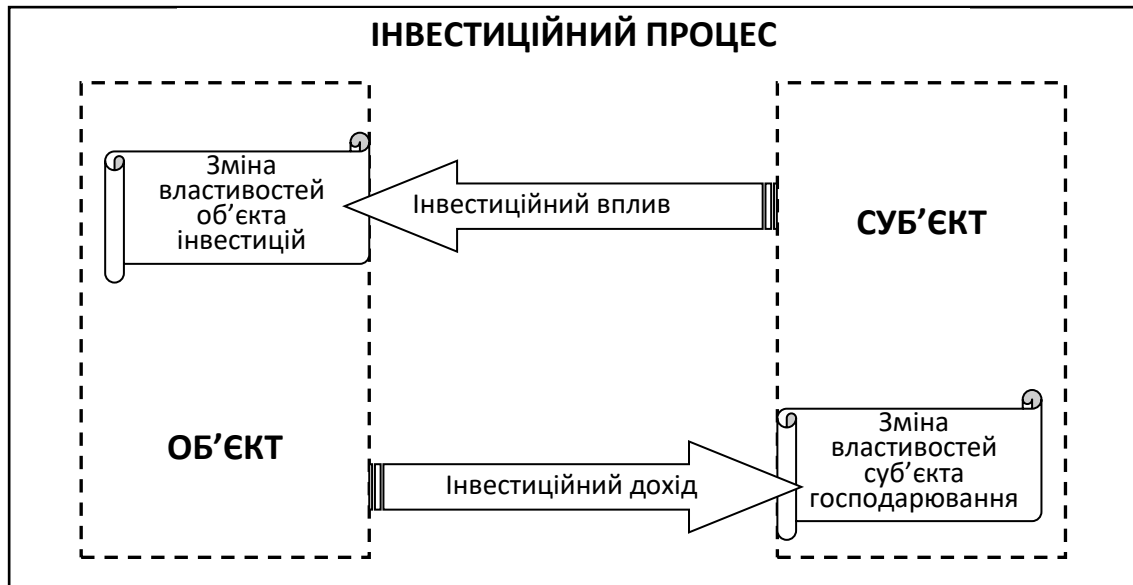 ІНВЕСТИЦІЙНИЙ ПРОЦЕС
Зміна
властивостей
об’єкта
інвестицій
Інвестиційний вплив
СУБ’ЄКТ
ОБ’ЄКТ
Інвестиційний дохід
Зміна
властивостей
суб’єкта
господарювання